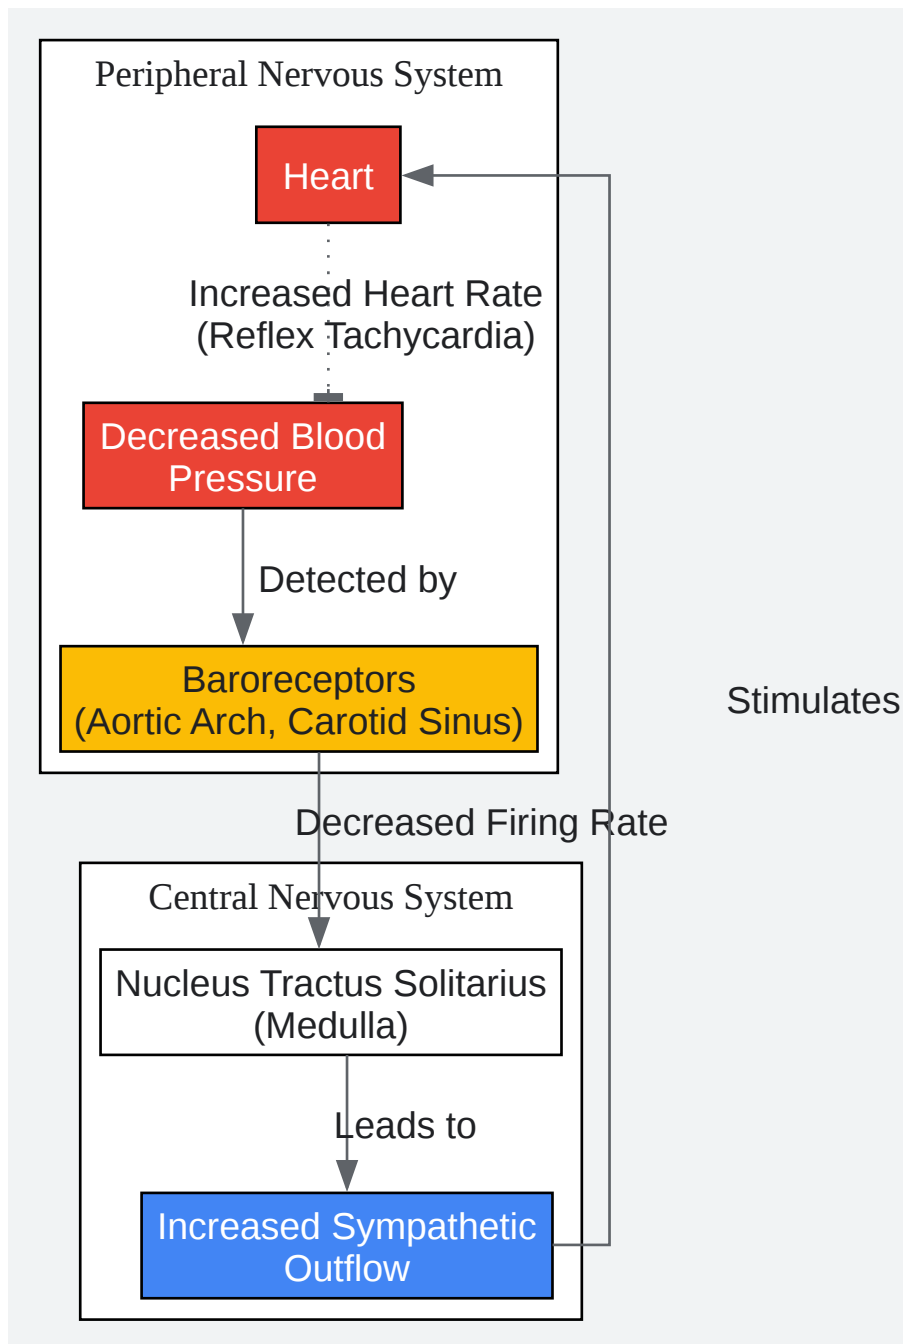 Peripheral Nervous System
Heart
Increased Heart Rate
(Reflex Tachycardia)
Decreased Blood
Pressure
Detected by
Baroreceptors
(Aortic Arch, Carotid Sinus)
Stimulates
Decreased Firing Rate
Central Nervous System
Nucleus Tractus Solitarius
(Medulla)
Leads to
Increased Sympathetic
Outflow